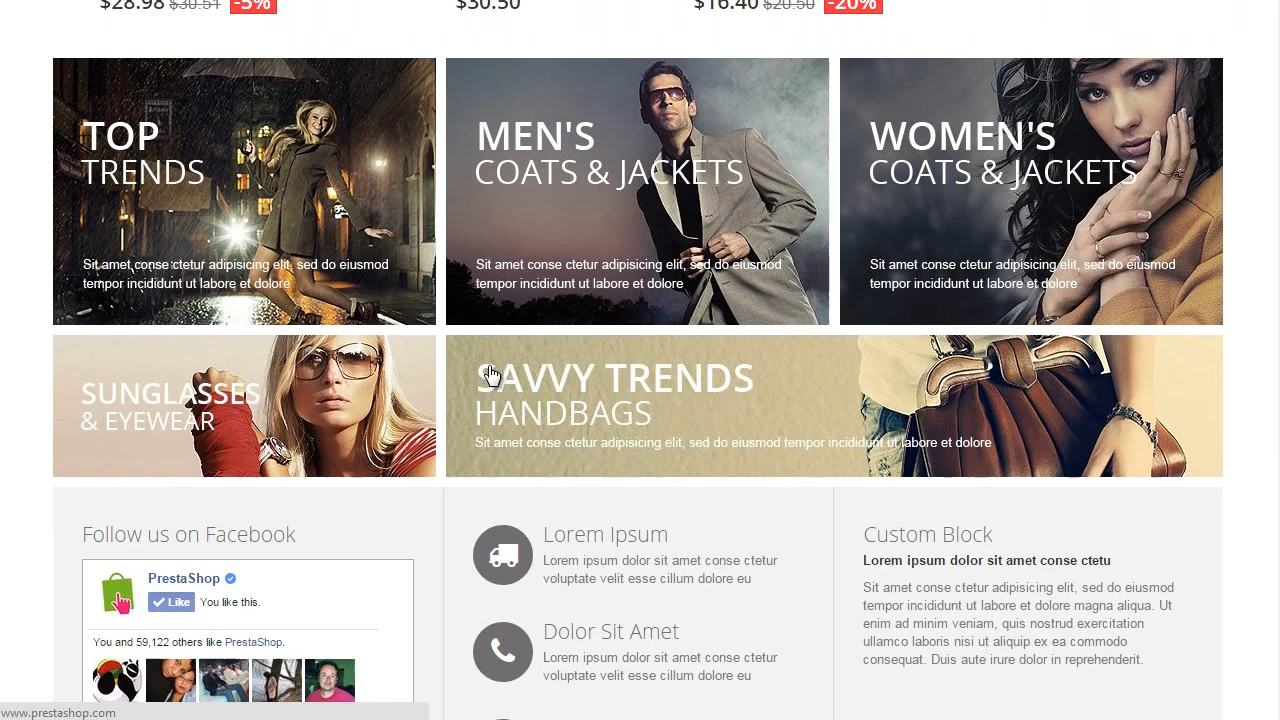 $28.98 $30.51 -5%
$30.50
$16.40 $20.50 -20%
TOP
TRENDS
Sit amet conse ctetur adipisicing elit, sed do eiusmod
tempor incididunt ut labore et dolore
MEN'S
COATS & JACKETS
Sit amet conse ctetur adipisicing elit, sed do eiusmod
tempor incididunt ut labore et dolore
WOMEN'S
COATS & JACKETS
Sit amet conse ctetur adipisicing elit, sed do eiusmod
tempor incididunt ut labore et dolore
SUNGLASSES
& EYEWEAR
SAVVY TRENDS
HANDBAGS
Sit amet conse ctetur adipisicing elit, sed do eiusmod tempor incididunt ut labore et dolore
Follow us on Facebook
PrestaShop
Like You like this.
You and 59,122 others like PrestaShop.
Lorem Ipsum
Lorem ipsum dolor sit amet conse ctetur
voluptate velit esse cillum dolore eu
Dolor Sit Amet
Lorem ipsum dolor sit amet conse ctetur
voluptate velit esse cillum dolore eu
Custom Block
Lorem ipsum dolor sit amet conse ctetu
Sit amet conse ctetur adipisicing elit, sed do eiusmod
tempor incididunt ut labore et dolore magna aliqua. Ut
enim ad minim veniam, quis nostrud exercitation
ullamco laboris nisi ut aliquip ex ea commodo
consequat. Duis aute irure dolor in reprehenderit.
www.prestashop.com